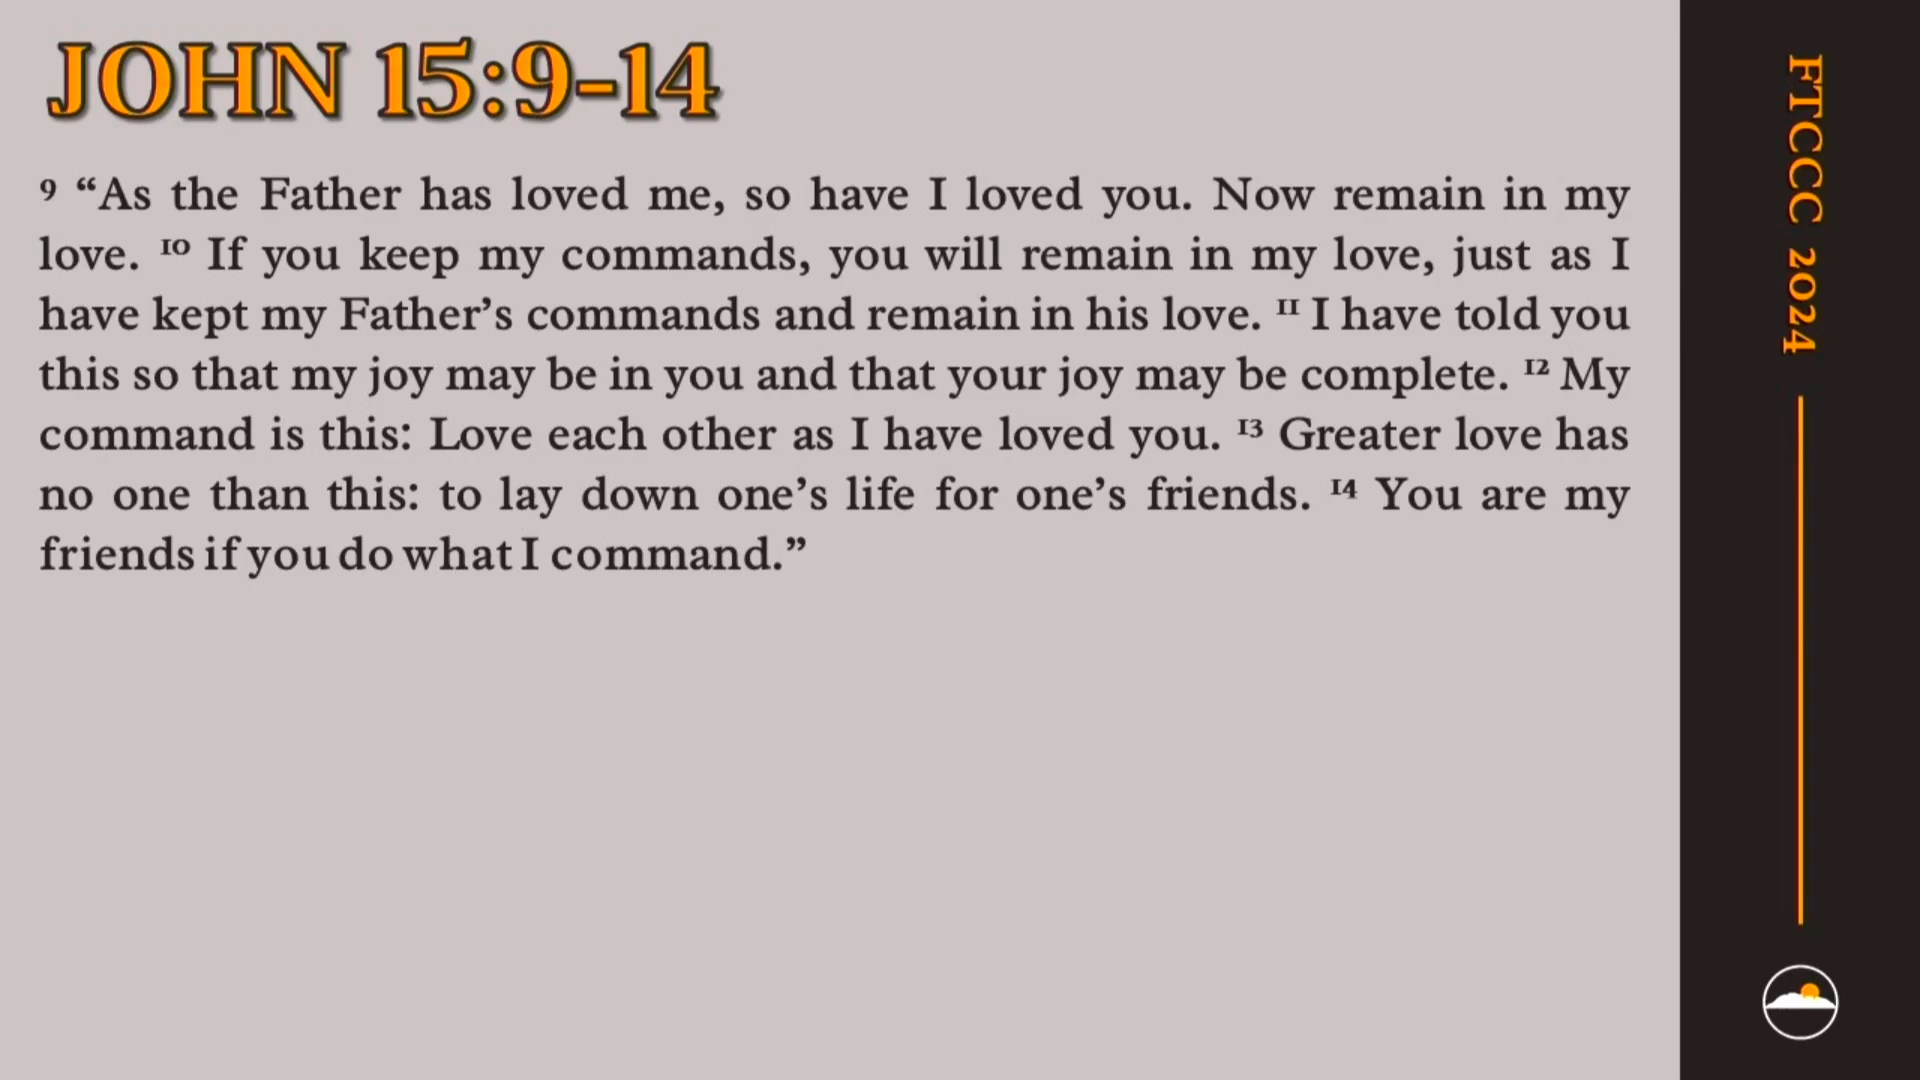 JOHN 15:9-14
⁹ “As the Father has loved me, so have I loved you. Now remain in my
love. ¹⁰ If you keep my commands, you will remain in my love, just as I
have kept my Father’s commands and remain in his love. ¹¹ I have told you
this so that my joy may be in you and that your joy may be complete. ¹² My
command is this: Love each other as I have loved you. ¹³ Greater love has
no one than this: to lay down one’s life for one’s friends. ¹⁴ You are my
friends if you do what I command.”
FTCCC 2024